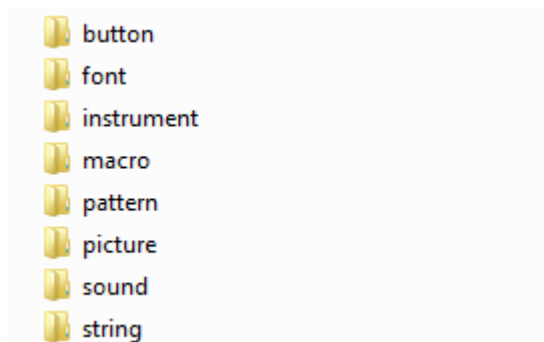 button
font
instrument
macro
pattern
picture
sound
string